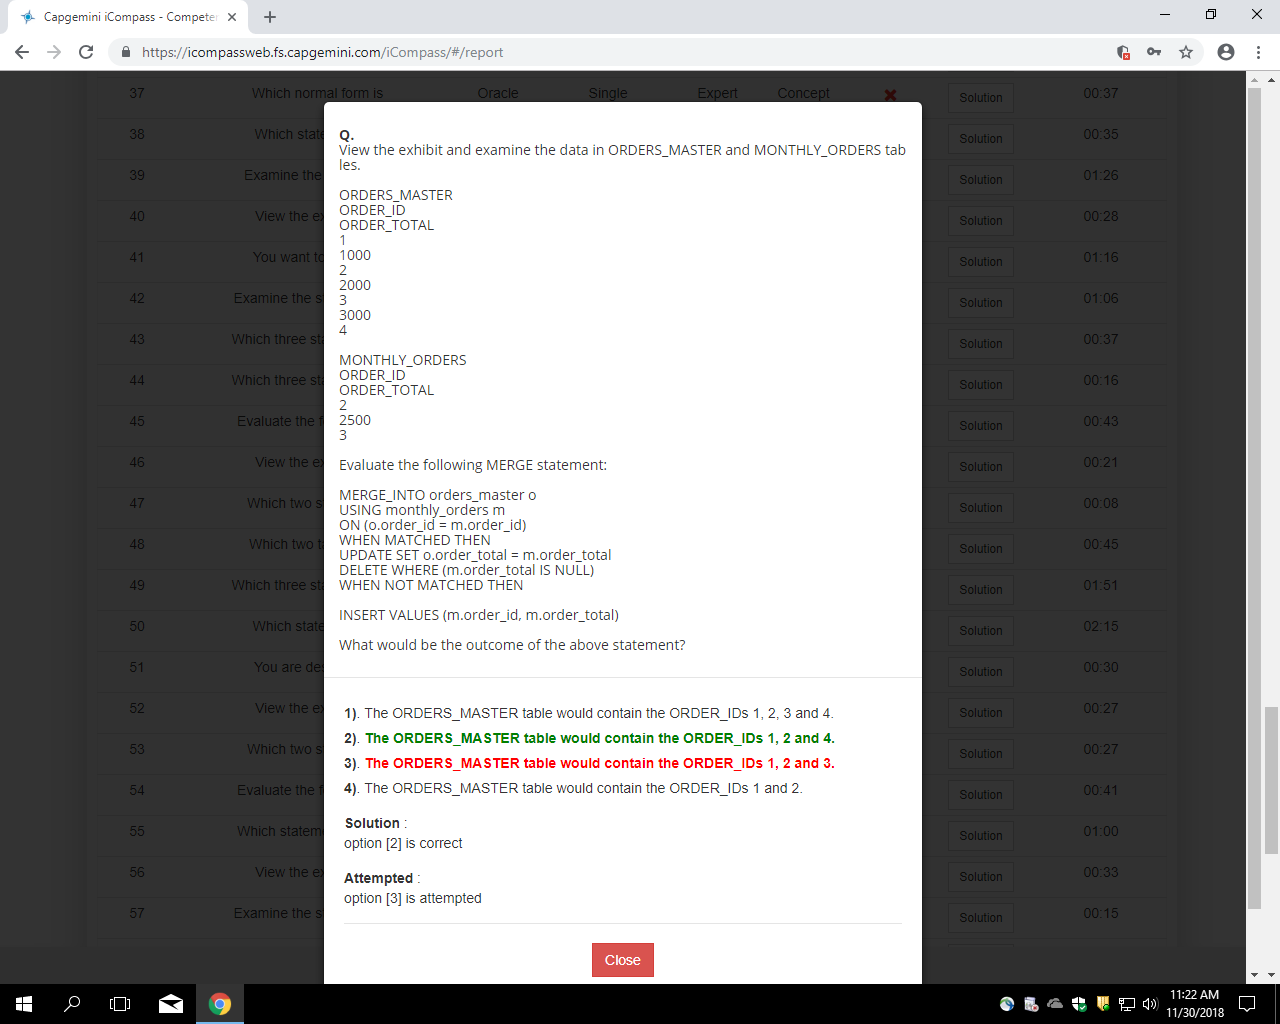 Capgemini iCompass - Competer
https://icompassweb.fs.capgemini.com/iCompass/#/report
37 Which normal form is Oracle Single Expert Concept Solution 00:37
38 Which state Solution 00:35
39 Examine the Solution 01:26
40 View the ex Solution 00:28
41 You want to Solution 01:16
42 Examine the s Solution 01:06
43 Which three sta Solution 00:37
44 Which three sta Solution 00:16
45 Evaluate the f Solution 00:43
46 View the ex Solution 00:21
47 Which two s Solution 00:08
48 Which two t Solution 00:45
49 Which three sta Solution 01:51
50 Which state Solution 02:15
51 You are de Solution 00:30
52 View the ex Solution 00:27
53 Which two s Solution 00:27
54 Evaluate the f Solution 00:41
55 Which statem Solution 01:00
56 View the ex Solution 00:33
57 Examine the s Solution 00:15
Q.
View the exhibit and examine the data in ORDERS_MASTER and MONTHLY_ORDERS tab
les.
ORDERS_MASTER
ORDER_ID
ORDER_TOTAL
1
1000
2
2000
3
3000
4
MONTHLY_ORDERS
ORDER_ID
ORDER_TOTAL
2
2500
3
Evaluate the following MERGE statement:
MERGE_INTO orders_master o
USING monthly_orders m
ON (o.order_id = m.order_id)
WHEN MATCHED THEN
UPDATE SET o.order_total = m.order_total
DELETE WHERE (m.order_total IS NULL)
WHEN NOT MATCHED THEN
INSERT VALUES (m.order_id, m.order_total)
What would be the outcome of the above statement?
1). The ORDERS_MASTER table would contain the ORDER_IDs 1, 2, 3 and 4.
2). The ORDERS_MASTER table would contain the ORDER_IDs 1, 2 and 4.
3). The ORDERS_MASTER table would contain the ORDER_IDs 1, 2 and 3.
4). The ORDERS_MASTER table would contain the ORDER_IDs 1 and 2.
Solution :
option [2] is correct
Attempted :
option [3] is attempted
Close
11:22 AM
11/30/2018